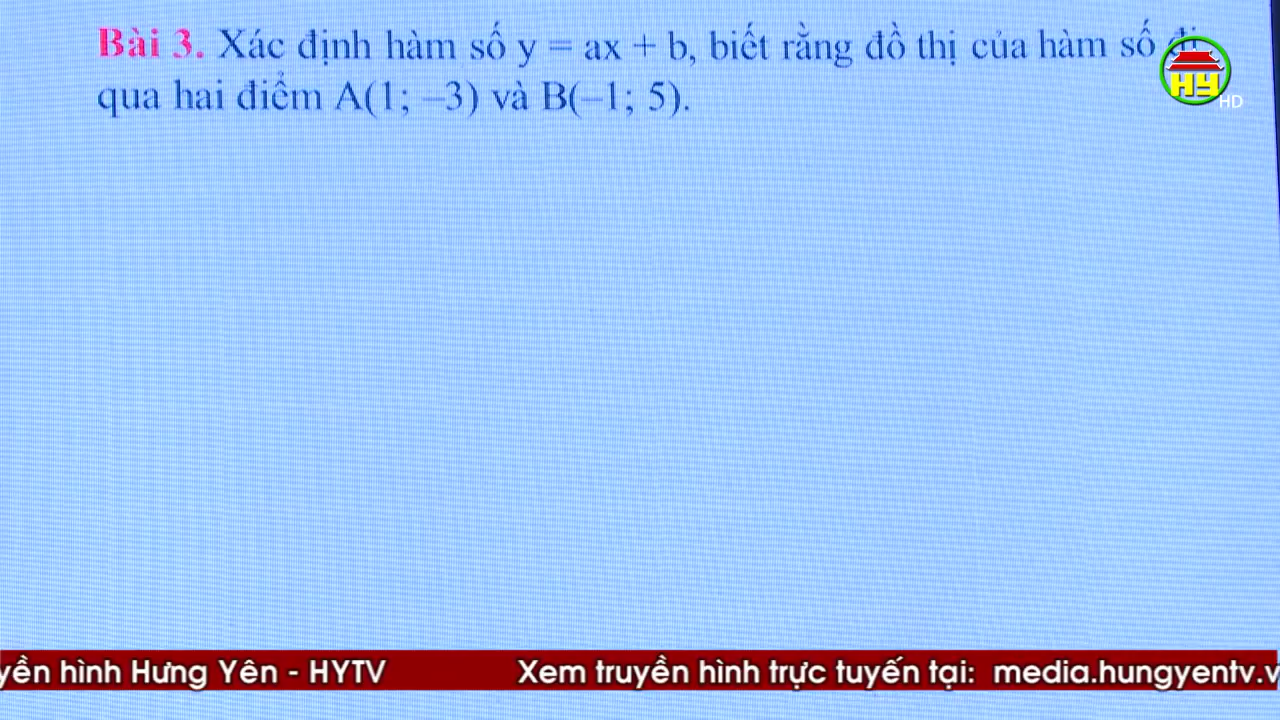 Bài 3. Xác định hàm số y = ax + b, biết rằng đồ thị của hàm số đi
qua hai điểm A(1; –3) và B(–1; 5).
HY
HD
yền hình Hưng Yên - HYTV Xem truyền hình trực tuyến tại: media.hungyentv.v